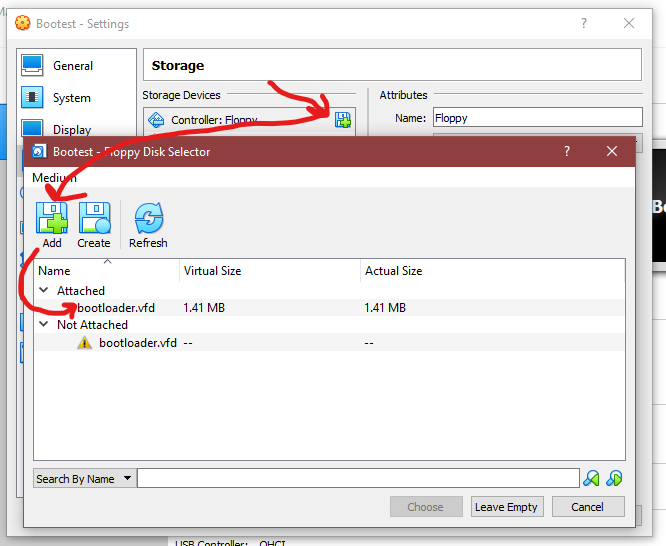 Bootest - Settings
?
General
Storage
System
Storage Devices
Attributes
Controller: Floppy
Name: Floppy
Display
Bootest - Floppy Disk Selector
?
Medium
Add Create Refresh
Name Virtual Size Actual Size
Attached
bootloader.vfd 1.41 MB 1.41 MB
Not Attached
bootloader.vfd -- --
Search By Name
Choose Leave Empty Cancel
USB Controller: OHCI